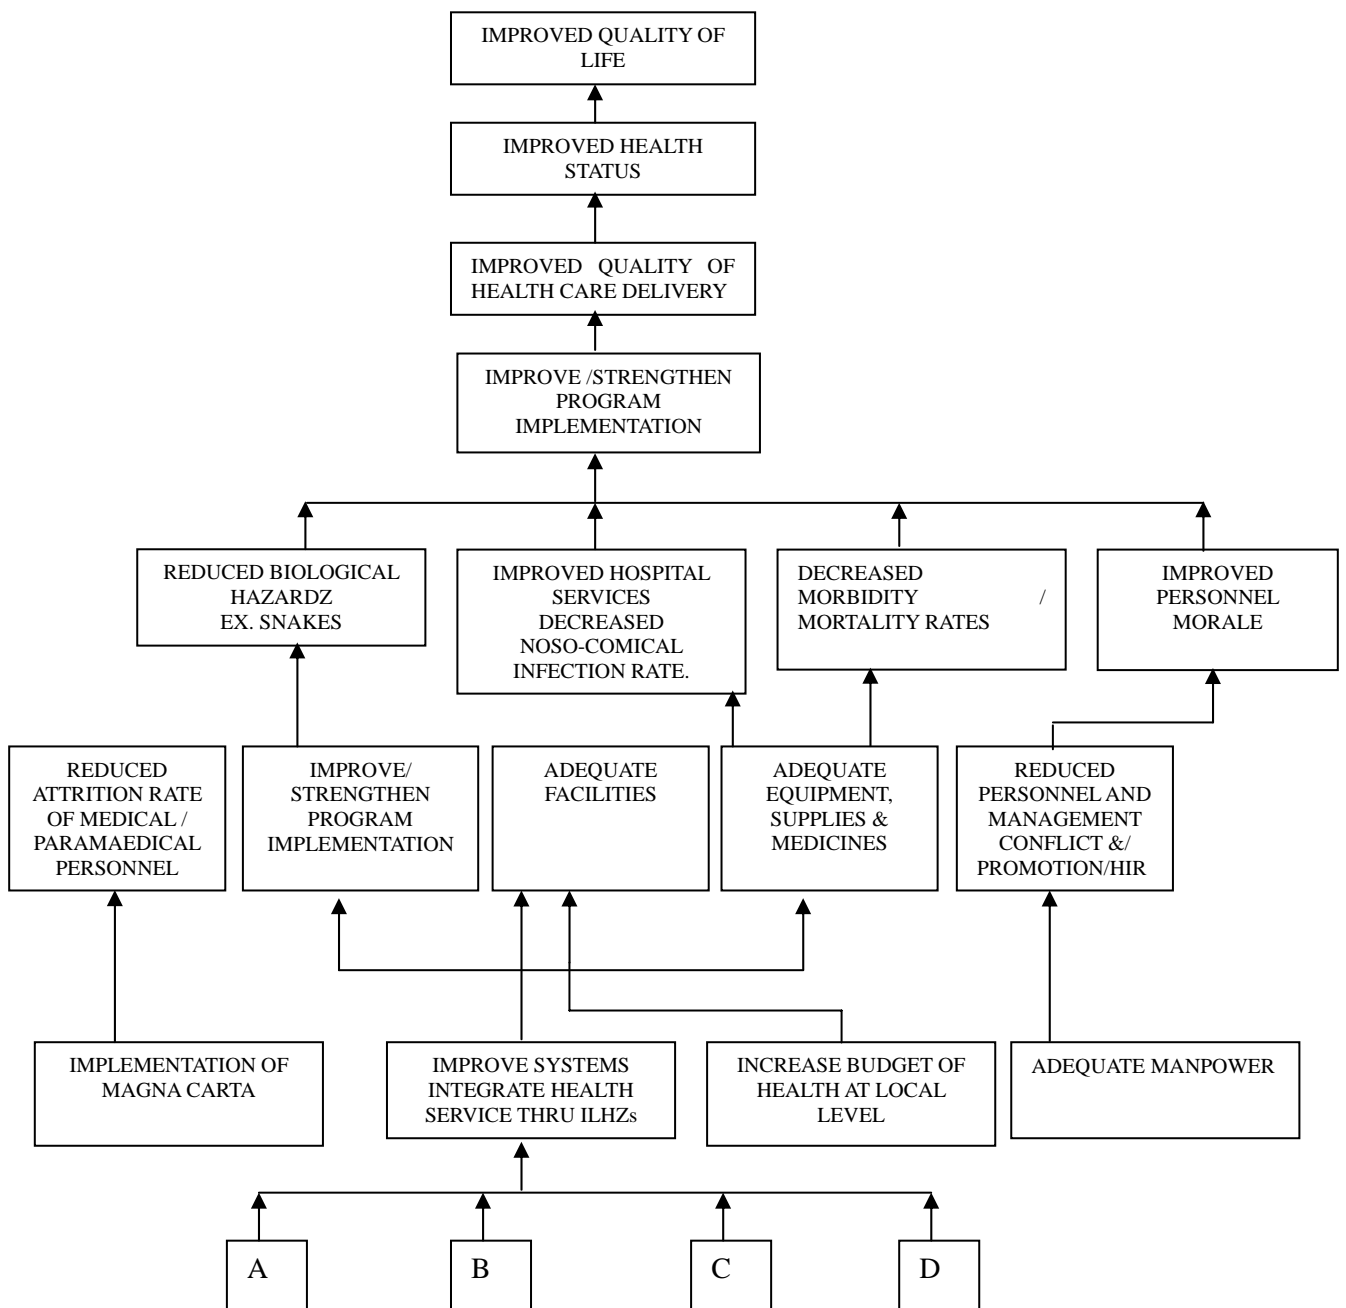 IMPROVED QUALITY OF
LIFE
IMPROVED HEALTH
STATUS
IMPROVED QUALITY OF
HEALTH CARE DELIVERY
IMPROVE /STRENGTHEN
PROGRAM
IMPLEMENTATION
REDUCED BIOLOGICAL
HAZARDZ
EX. SNAKES
IMPROVED HOSPITAL
SERVICES
DECREASED
NOSO-COMICAL
INFECTION RATE.
DECREASED
MORBIDITY /
MORTALITY RATES
IMPROVED
PERSONNEL
MORALE
REDUCED
ATTRITION RATE
OF MEDICAL /
PARAMAEDICAL
PERSONNEL
IMPROVE/
STRENGTHEN
PROGRAM
IMPLEMENTATION
ADEQUATE
FACILITIES
ADEQUATE
EQUIPMENT,
SUPPLIES &
MEDICINES
REDUCED
PERSONNEL AND
MANAGEMENT
CONFLICT &/
PROMOTION/HIR
IMPLEMENTATION OF
MAGNA CARTA
IMPROVE SYSTEMS
INTEGRATE HEALTH
SERVICE THRU ILHZs
INCREASE BUDGET OF
HEALTH AT LOCAL
LEVEL
ADEQUATE MANPOWER
A
B
C
D